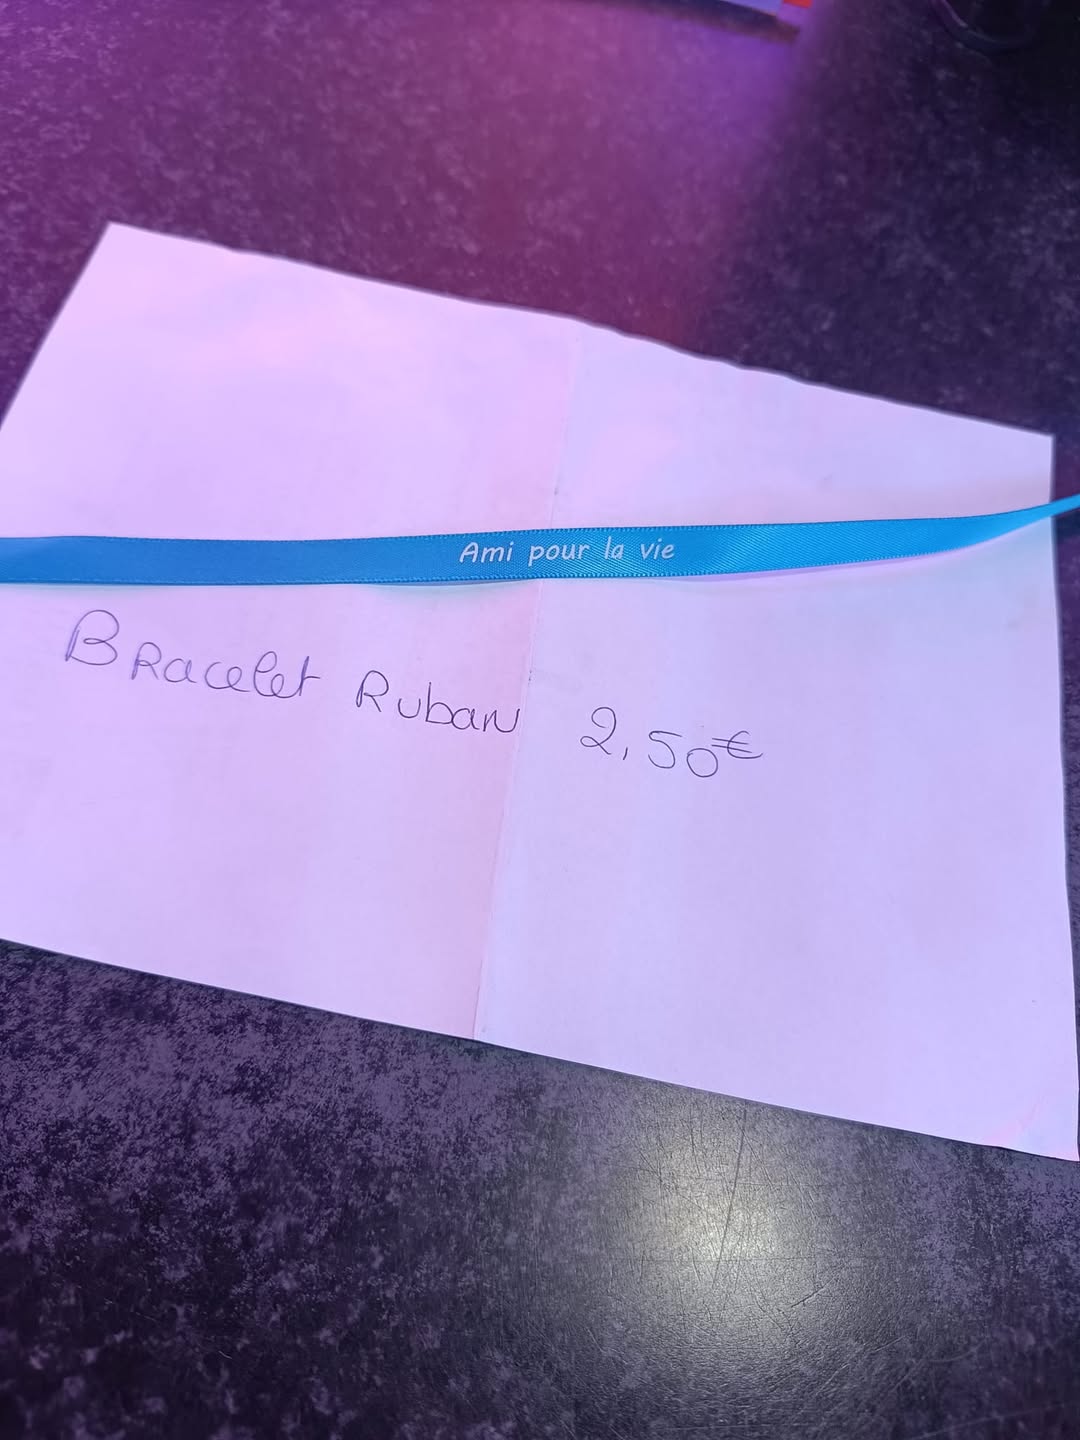 Ami pour la vie
Bracelet Ruban 2,50€